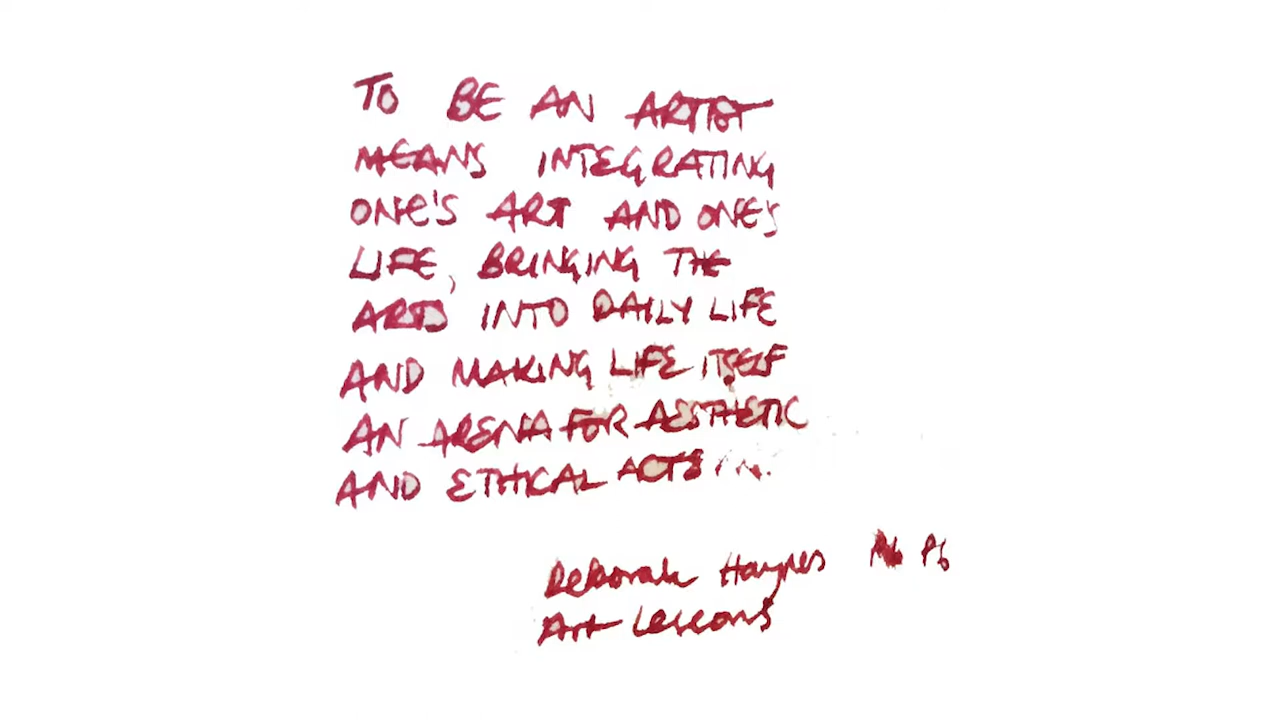 TO BE AN ARTIST
MEANS INTEGRATING
ONE'S ART AND ONE'S
LIFE, BRINGING THE
ARTS INTO DAILY LIFE
AND MAKING LIFE ITSELF
AN ARENA FOR AESTHETIC
AND ETHICAL ACTS
Deborah Haynes
Art Lessons